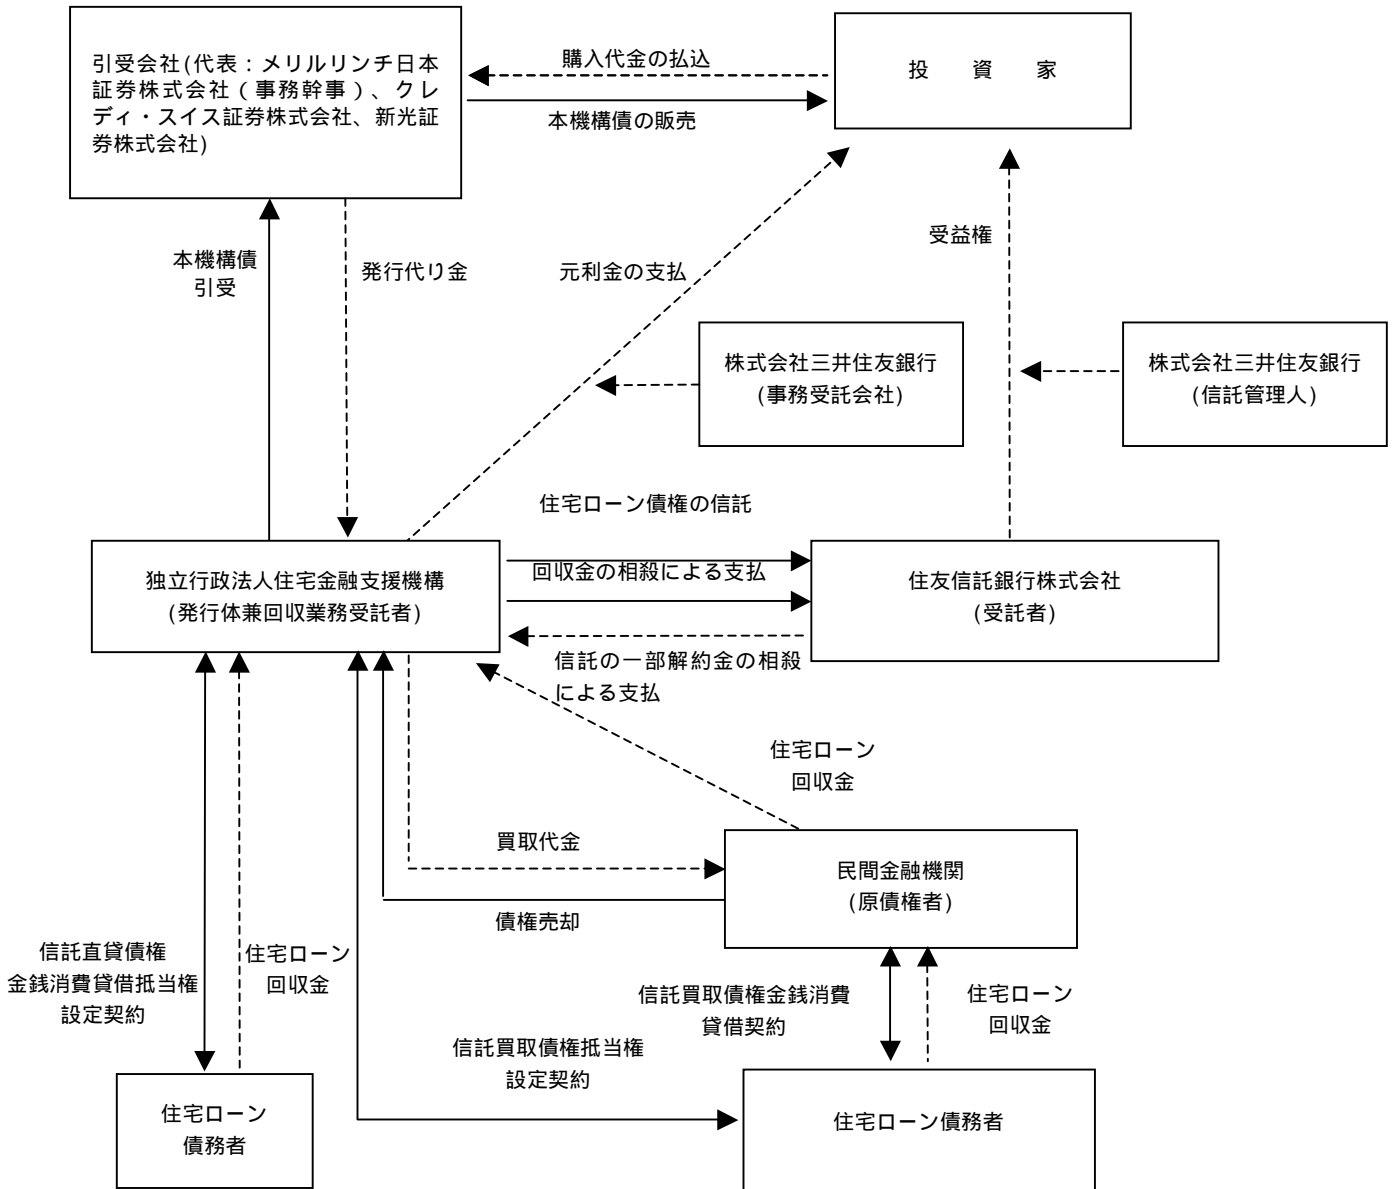 引受会社(代表：メリルリンチ日本
証券株式会社（事務幹事）、クレ
ディ・スイス証券株式会社、新光証
券株式会社)
購入代金の払込
本機構債の販売
投　資　家
本機構債
引受
発行代り金
元利金の支払
受益権
株式会社三井住友銀行
(事務受託会社)
株式会社三井住友銀行
(信託管理人)
住宅ローン債権の信託
独立行政法人住宅金融支援機構
(発行体兼回収業務受託者)
回収金の相殺による支払
住友信託銀行株式会社
(受託者)
信託の一部解約金の相殺
による支払
住宅ローン
回収金
買取代金
民間金融機関
(原債権者)
債権売却
信託直貸債権
金銭消費貸借抵当権
設定契約
住宅ローン
回収金
信託買取債権金銭消費
貸借契約
住宅ローン
回収金
信託買取債権抵当権
設定契約
住宅ローン
債務者
住宅ローン債務者